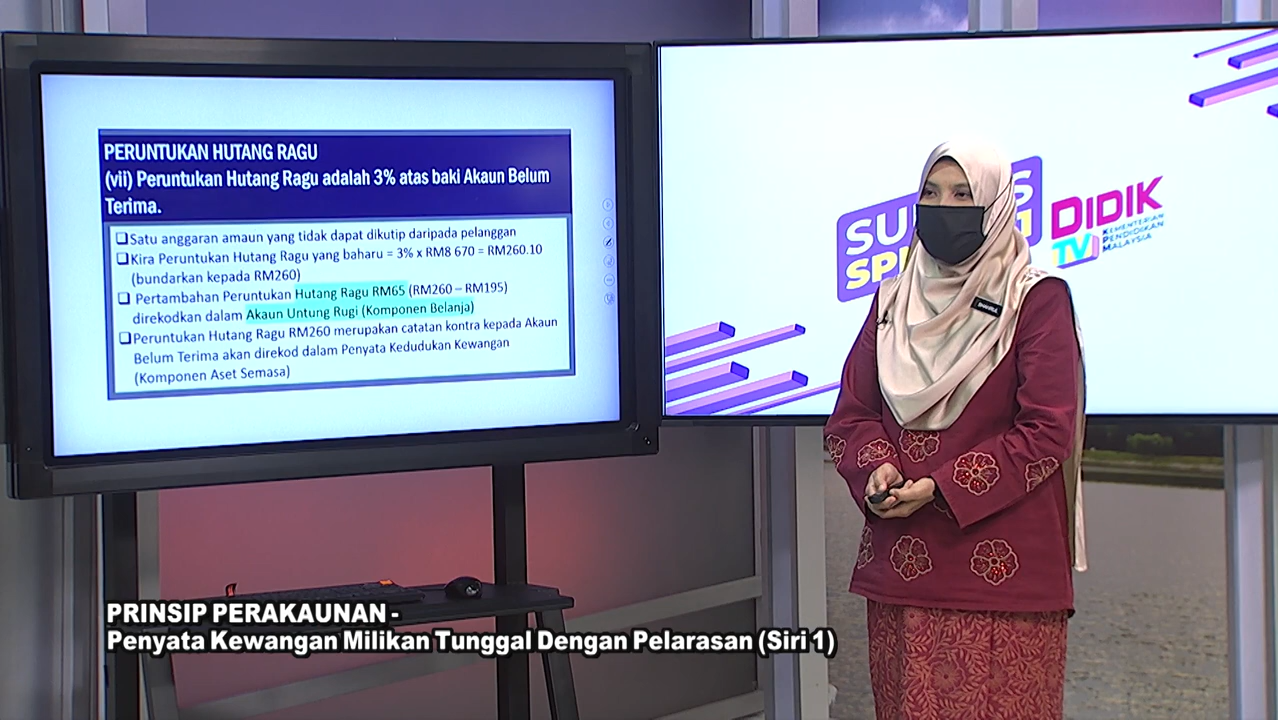 PERUNTUKAN HUTANG RAGU
(vii) Peruntukan Hutang Ragu adalah 3% atas baki Akaun Belum
Terima.
Satu anggaran amaun yang tidak dapat dikutip daripada pelanggan
Kira Peruntukan Hutang Ragu yang baharu = 3% x RM8 670 = RM260.10
(bundarkan kepada RM260)
Pertambahan Peruntukan Hutang Ragu RM65 (RM260 – RM195)
direkodkan dalam Akaun Untung Rugi (Komponen Belanja)
Peruntukan Hutang Ragu RM260 merupakan catatan kontra kepada Akaun
Belum Terima akan direkod dalam Penyata Kedudukan Kewangan
(Komponen Aset Semasa)
DIDIK
TV
KEMENTERIAN
PENDIDIKAN
MALAYSIA
PRINSIP PERAKAUNAN -
Penyata Kewangan Milikan Tunggal Dengan Pelarasan (Siri 1)